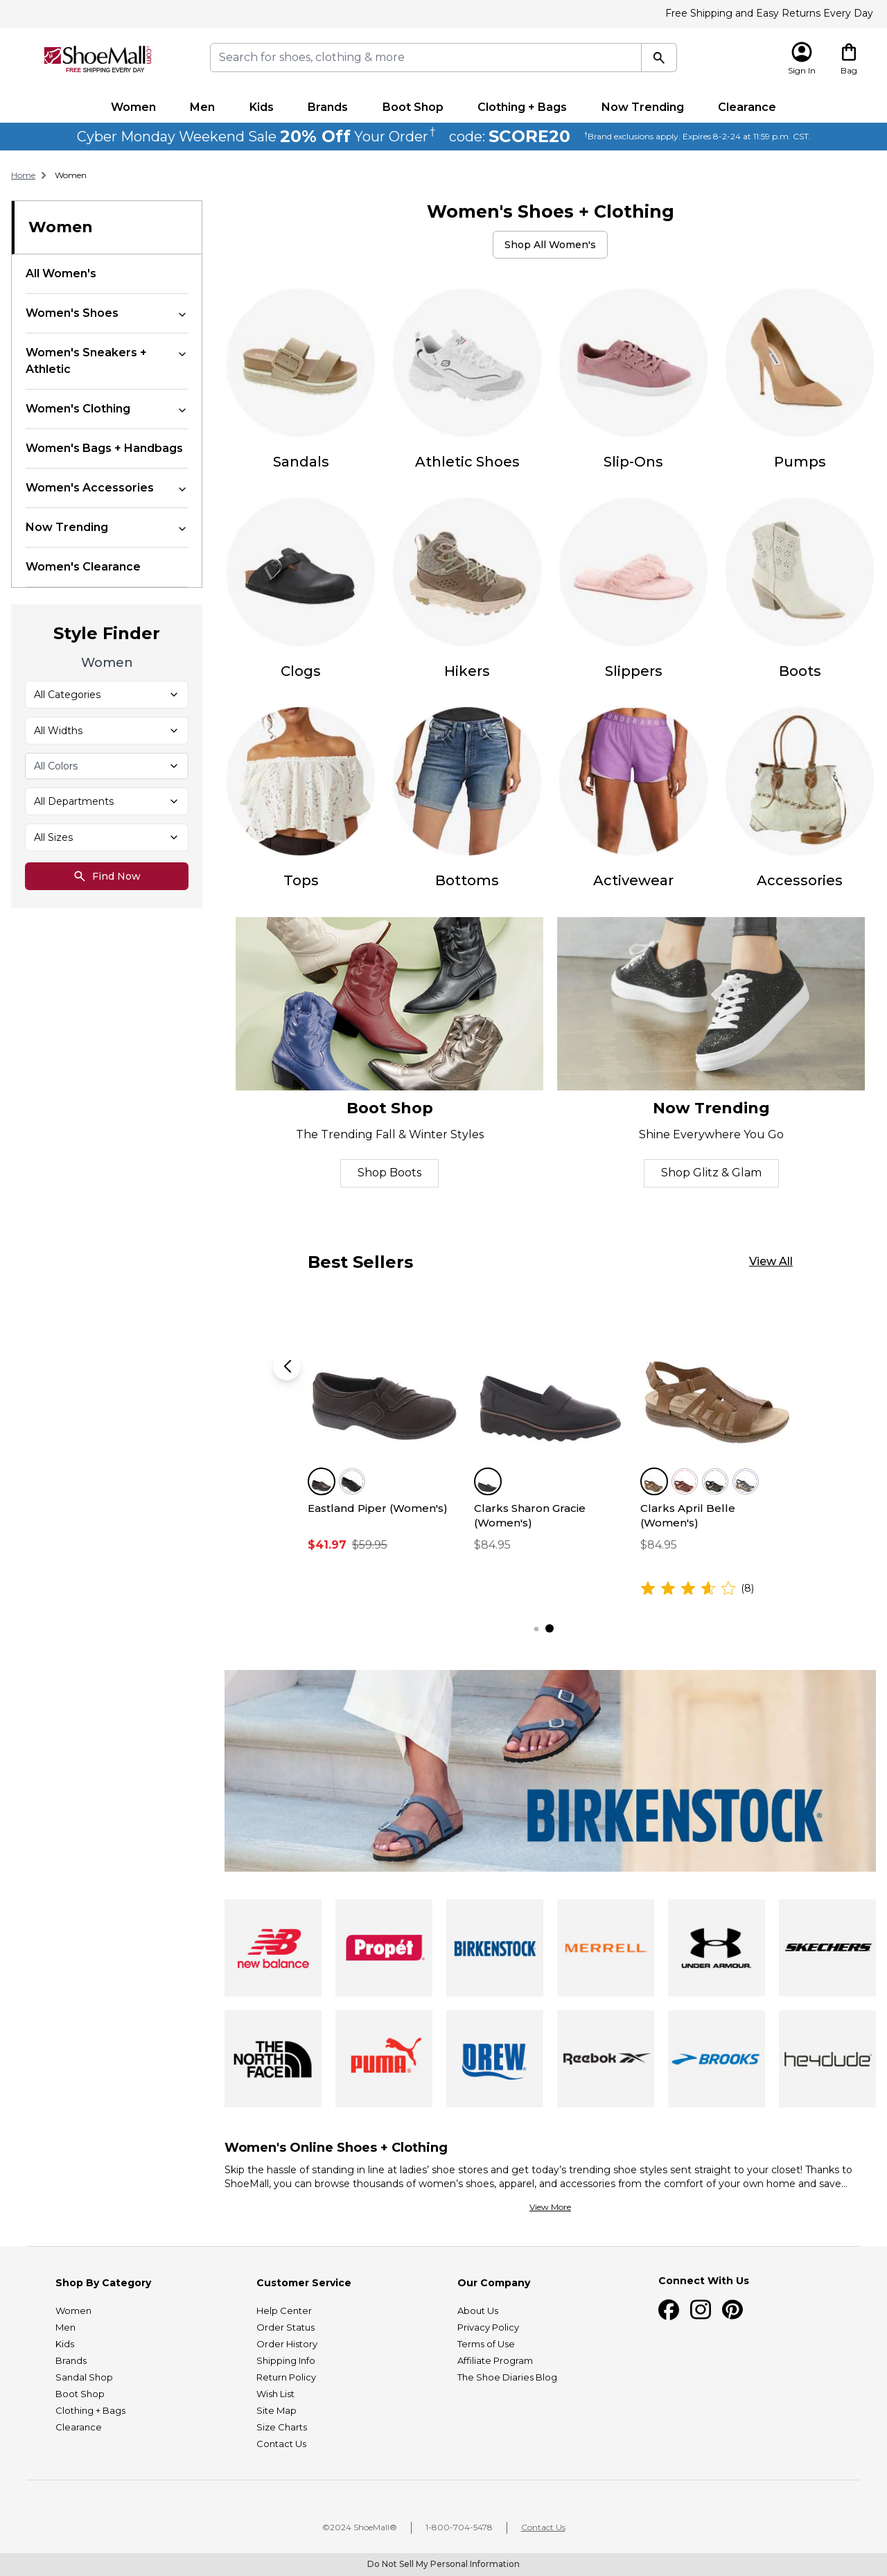 Free Shipping and Easy Returns Every Day
ShoeMall.com
FREE SHIPPING EVERY DAY
Search for shoes, clothing & more
Sign In
Bag
Women Men Kids Brands Boot Shop Clothing + Bags Now Trending Clearance
Cyber Monday Weekend Sale 20% Off Your Order† code: SCORE20 †Brand exclusions apply. Expires 8-2-24 at 11:59 p.m. CST.
Home > Women
Women
All Women's
Women's Shoes
Women's Sneakers +
Athletic
Women's Clothing
Women's Bags + Handbags
Women's Accessories
Now Trending
Women's Clearance
Style Finder
Women
All Categories
All Widths
All Colors
All Departments
All Sizes
Find Now
Women's Shoes + Clothing
Shop All Women's
Sandals
Athletic Shoes
Slip-Ons
Pumps
Clogs
Hikers
Slippers
Boots
UNDER ARMOUR
Tops
Bottoms
Activewear
Accessories
Boot Shop
The Trending Fall & Winter Styles
Shop Boots
Now Trending
Shine Everywhere You Go
Shop Glitz & Glam
Best Sellers
View All
Eastland Piper (Women's)
$41.97 $59.95
Clarks Sharon Gracie
(Women's)
$84.95
Clarks April Belle
(Women's)
$84.95
(8)
BIRKENSTOCK®
new balance
Propét
BIRKENSTOCK
MERRELL
UNDER ARMOUR
SKECHERS
THE
NORTH
FACE
PUMA
DREW
Reebok
BROOKS
heydude
Women's Online Shoes + Clothing
Skip the hassle of standing in line at ladies’ shoe stores and get today’s trending shoe styles sent straight to your closet! Thanks to
ShoeMall, you can browse thousands of women’s shoes, apparel, and accessories from the comfort of your own home and save...
View More
Shop By Category
Women
Men
Kids
Brands
Sandal Shop
Boot Shop
Clothing + Bags
Clearance
Customer Service
Help Center
Order Status
Order History
Shipping Info
Return Policy
Wish List
Site Map
Size Charts
Contact Us
Our Company
About Us
Privacy Policy
Terms of Use
Affiliate Program
The Shoe Diaries Blog
Connect With Us
©2024 ShoeMall® | 1-800-704-5478 | Contact Us
Do Not Sell My Personal Information